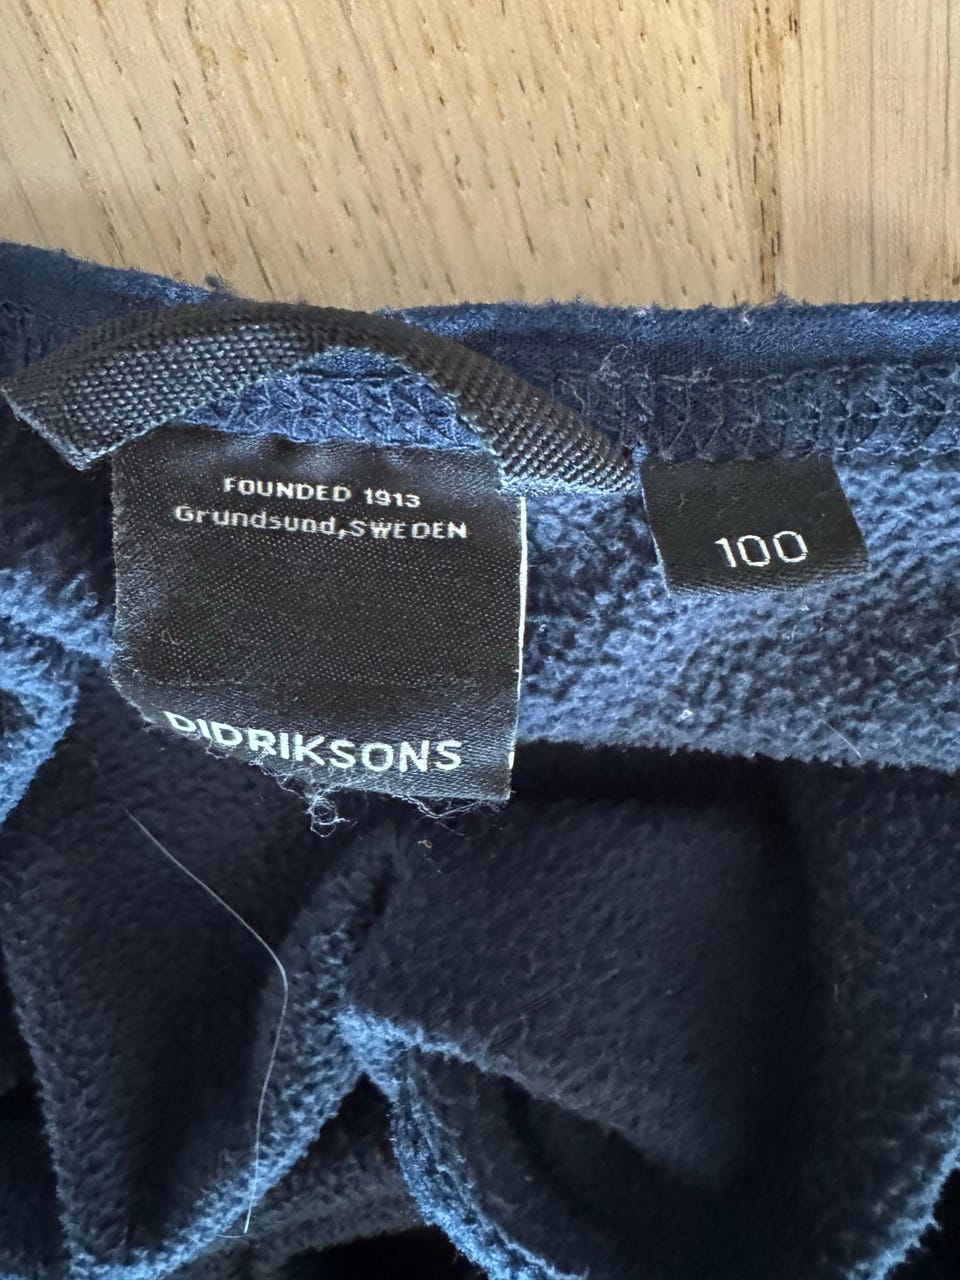 FOUNDED 1913
Grundsund,SWEDEN
DIDRIKSONS
100